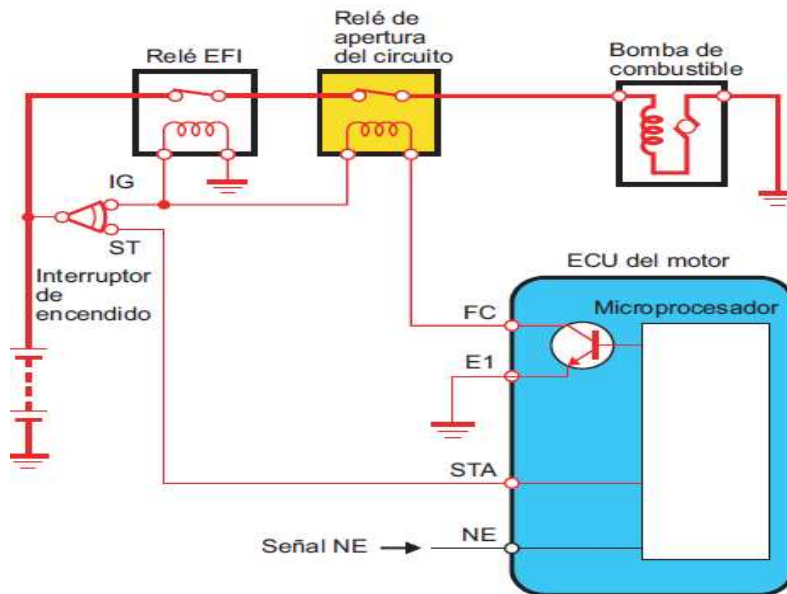 Relé EFI
Relé de
apertura
del circuito
Bomba de
combustible
IG
ST
Interruptor
de
encendido
ECU del motor
Microprocesador
FC
E1
STA
NE
Señal NE